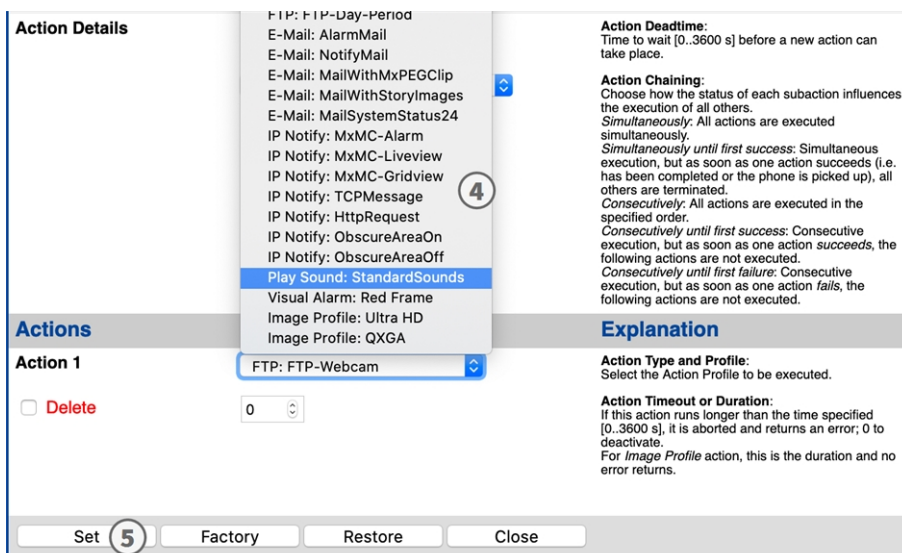 FTP: FTP-Day-Period
Action Details
E-Mail: AlarmMail
E-Mail: NotifyMail
E-Mail: MailWithMxPEGClip
E-Mail: MailWithStoryImages
E-Mail: MailSystemStatus24
IP Notify: MxMC-Alarm
IP Notify: MxMC-Liveview
IP Notify: MxMC-Gridview
IP Notify: TCPMessage
IP Notify: HttpRequest
IP Notify: ObscureAreaOn
IP Notify: ObscureAreaOff
Play Sound: StandardSounds
Visual Alarm: Red Frame
Image Profile: Ultra HD
Image Profile: QXGA
4
Action Deadtime:
Time to wait [0..3600 s] before a new action can
take place.
Action Chaining:
Choose how the status of each subaction influences
the execution of all others.
Simultaneously: All actions are executed
simultaneously.
Simultaneously until first success: Simultaneous
execution, but as soon as one action succeeds (i.e.
has been completed or the phone is picked up), all
others are terminated.
Consecutively: All actions are executed in the
specified order.
Consecutively until first success: Consecutive
execution, but as soon as one action succeeds, the
following actions are not executed.
Consecutively until first failure: Consecutive
execution, but as soon as one action fails, the
following actions are not executed.
Actions
Explanation
Action 1
FTP: FTP-Webcam
Delete
0
Action Type and Profile:
Select the Action Profile to be executed.
Action Timeout or Duration:
If this action runs longer than the time specified
[0..3600 s], it is aborted and returns an error; 0 to
deactivate.
For Image Profile action, this is the duration and no
error returns.
Set 5 Factory Restore Close